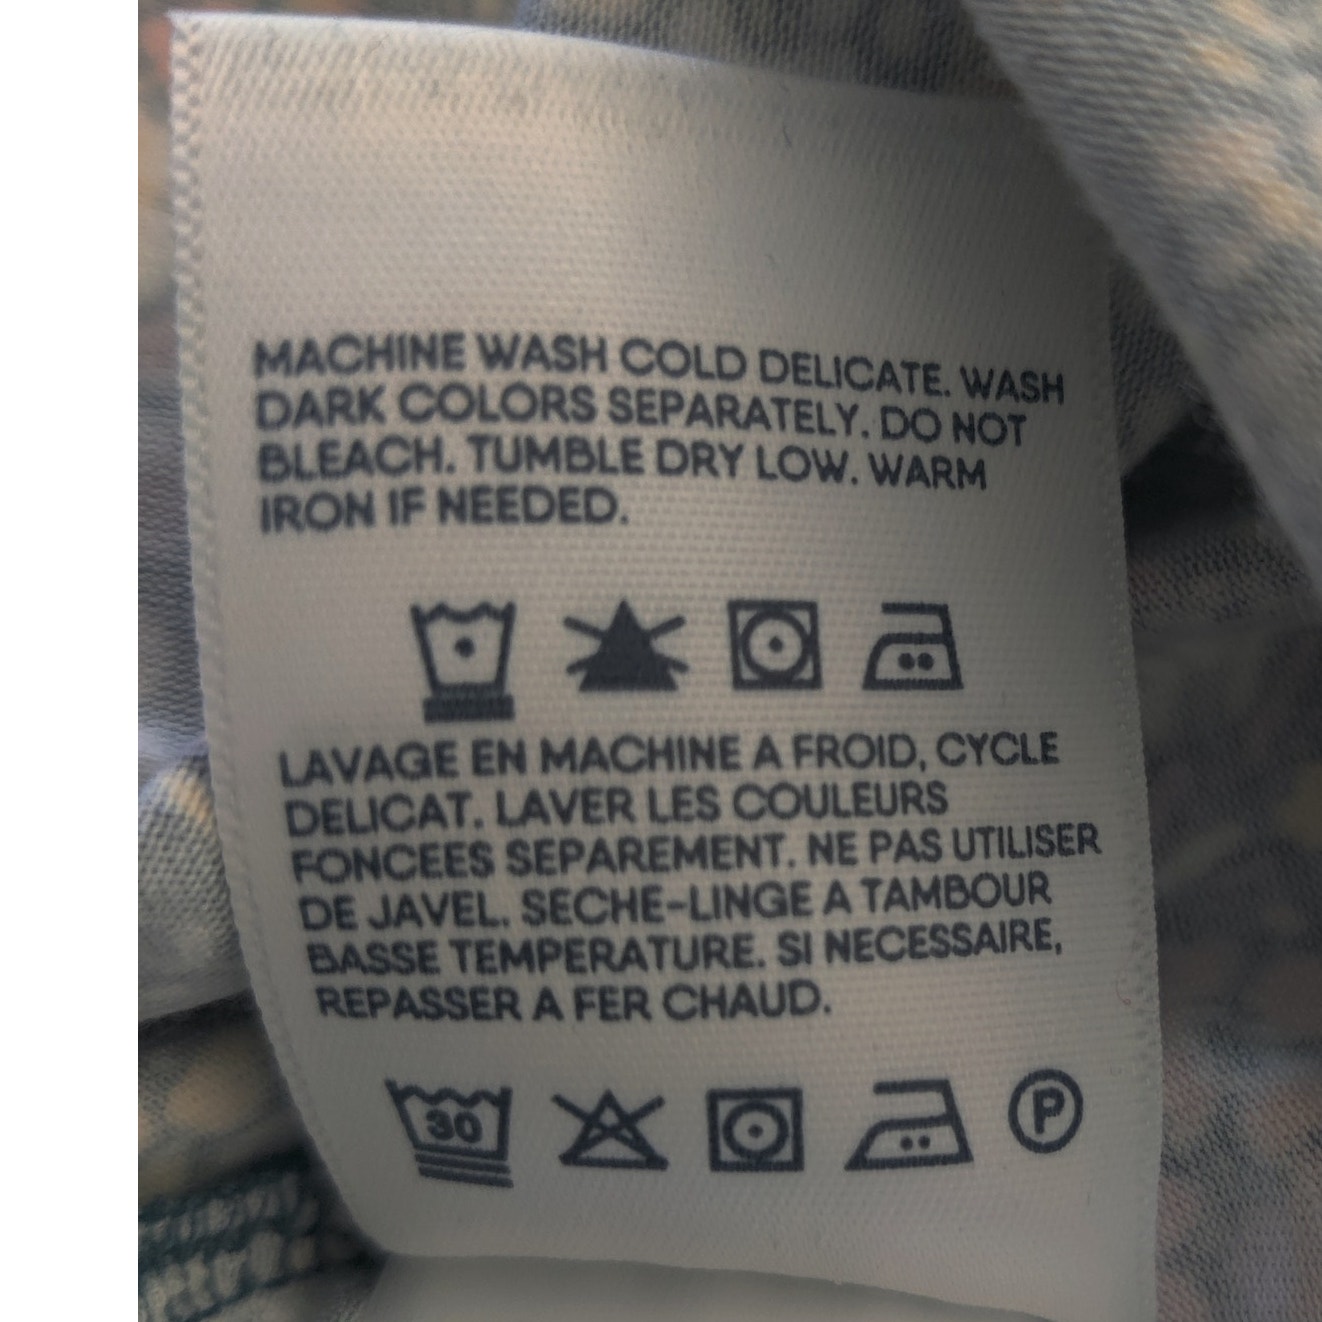 MACHINE WASH COLD DELICATE. WASH
DARK COLORS SEPARATELY. DO NOT
BLEACH. TUMBLE DRY LOW. WARM
IRON IF NEEDED.
LAVAGE EN MACHINE A FROID, CYCLE
DELICAT. LAVER LES COULEURS
FONCEES SEPAREMENT. NE PAS UTILISER
DE JAVEL. SECHE-LINGE A TAMBOUR
BASSE TEMPERATURE. SI NECESSAIRE,
REPASSER A FER CHAUD.
30 P